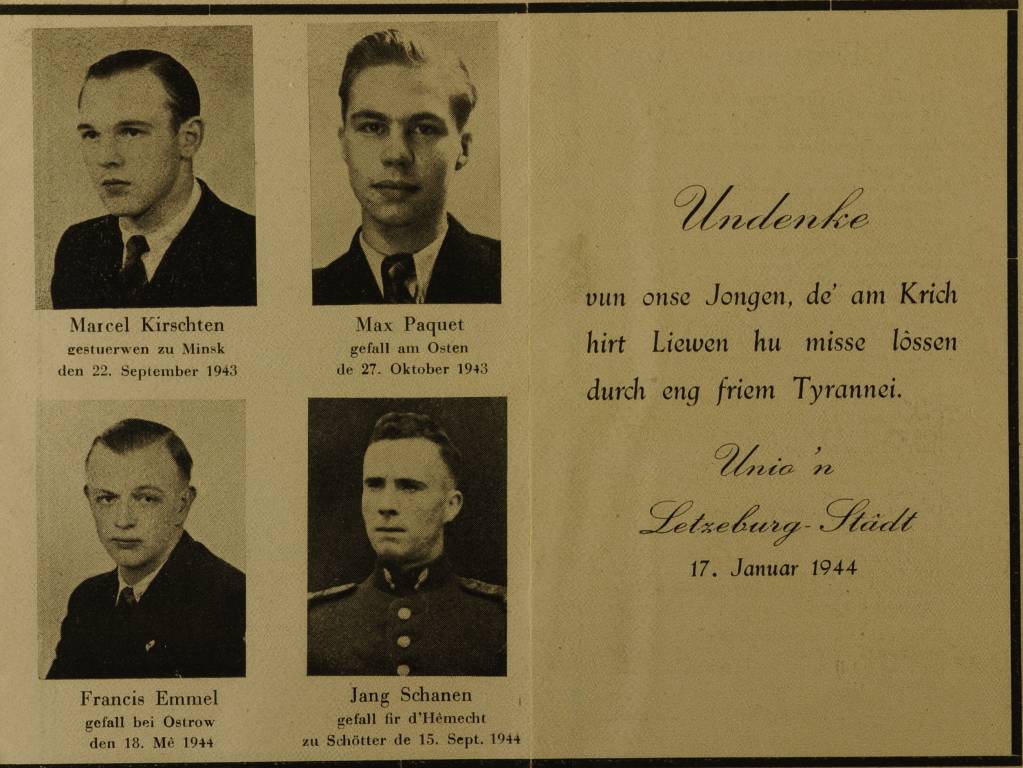 Marcel Kirschten
gestuerwen zu Minsk
den 22. September 1943
Max Paquet
gefall am Osten
de 27. Oktober 1943
Francis Emmel
gefall bei Ostrow
den 18. Mê 1944
Jang Schanen
gefall fir d'Hêmecht
zu Schötter de 15. Sept. 1944
Undenke
vun onse Jongen, de' am Krich
hirt Liewen hu misse lôssen
durch eng friem Tyrannei.
Unio'n
Letzeburg-Städt
17. Januar 1944